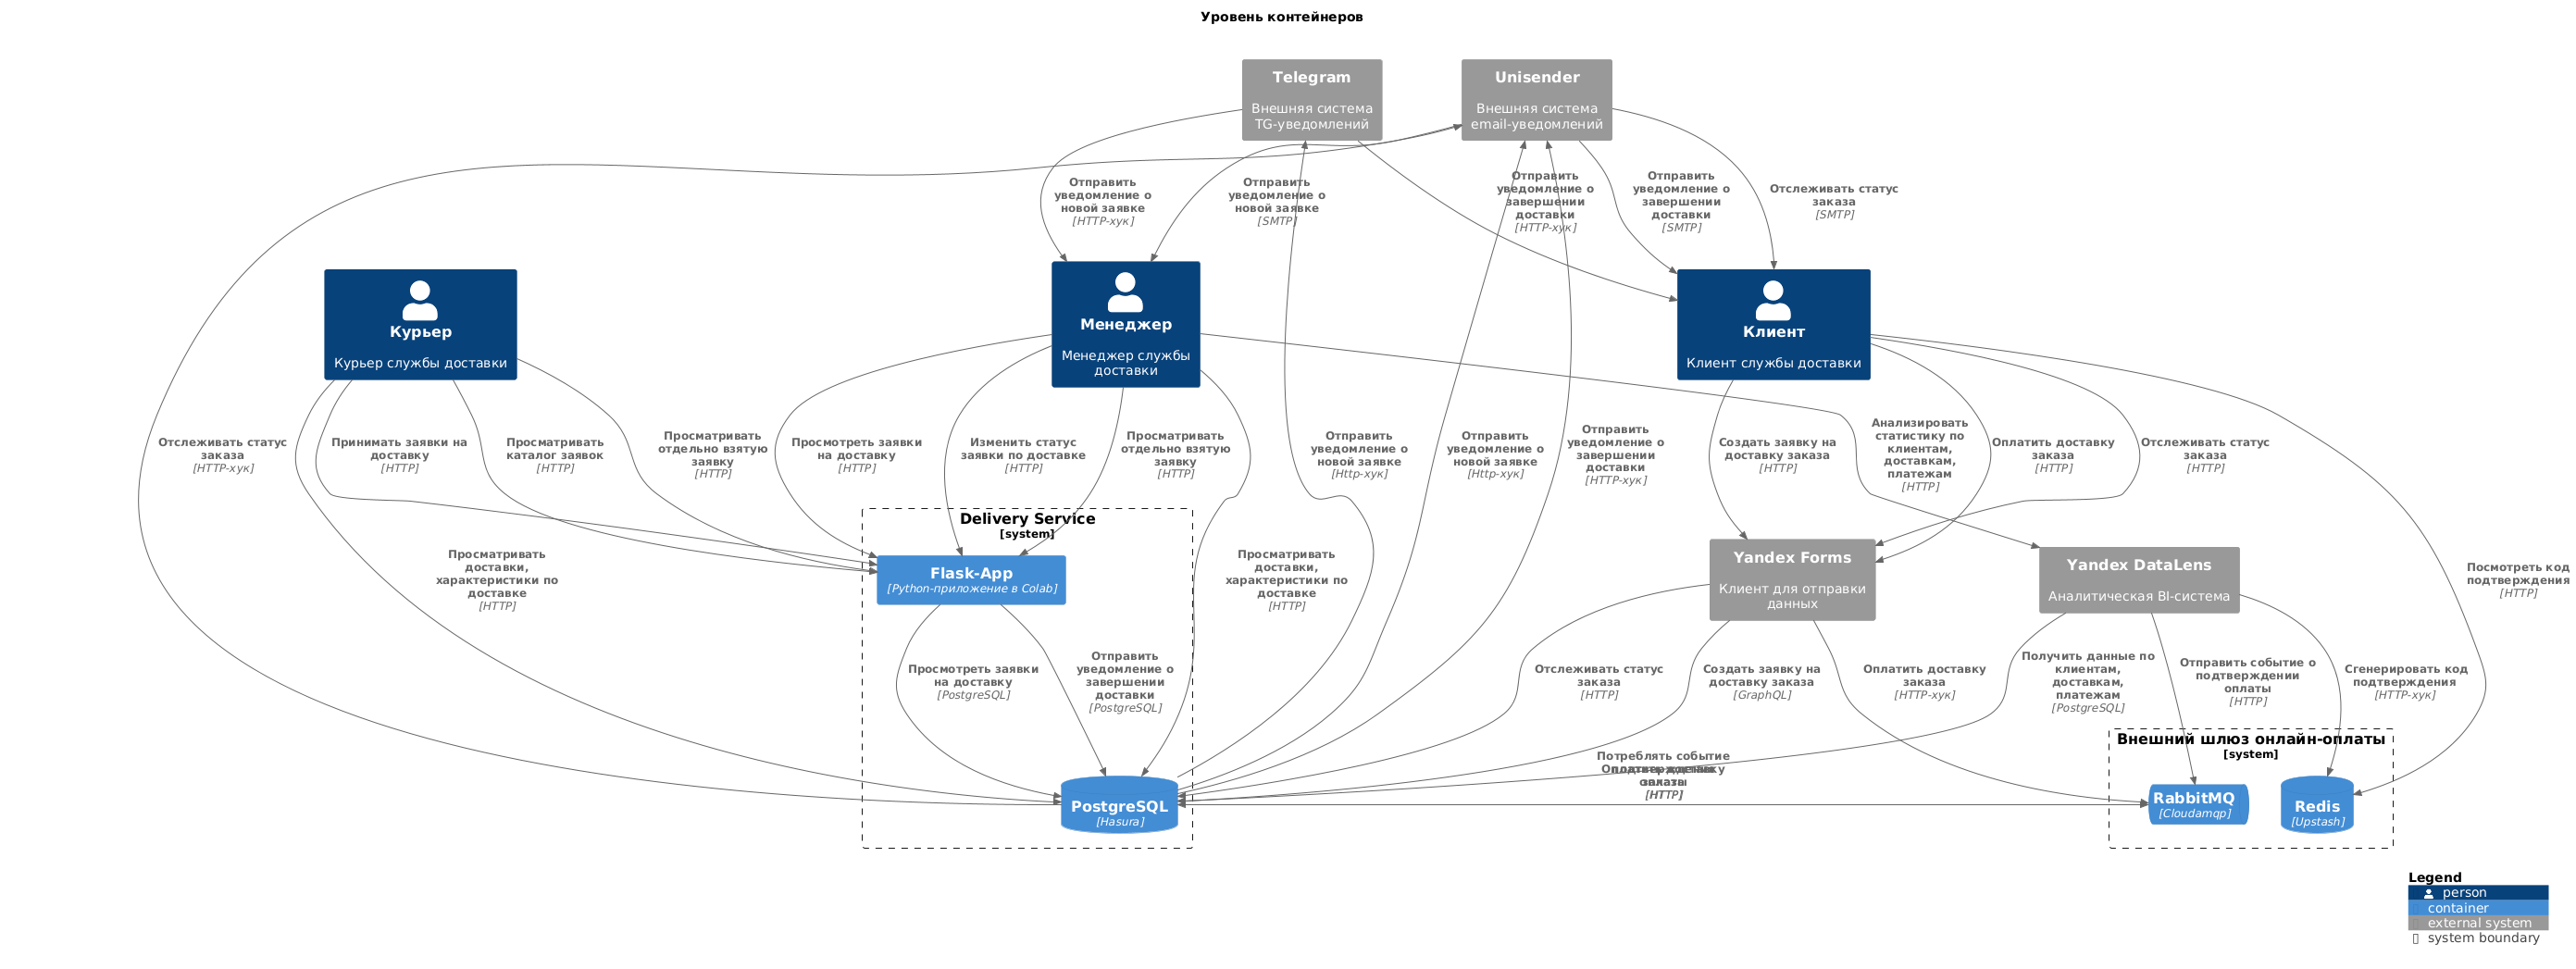 Уровень контейнеров
Telegram
Внешняя система
TG-уведомлений
Unisender
Внешняя система
email-уведомлений
Отправить
уведомление о
новой заявке
[HTTP-хук]
Отправить
уведомление о
новой заявке
[SMTP]
Отправить
уведомление о
завершении
доставки
[HTTP-хук]
Отправить
уведомление о
завершении
доставки
[SMTP]
Отслеживать статус
заказа
[SMTP]
Курьер
Курьер службы доставки
Менеджер
Менеджер службы
доставки
Клиент
Клиент службы доставки
Отслеживать статус
заказа
[HTTP-хук]
Принимать заявки на
доставку
[HTTP]
Просматривать
каталог заявок
[HTTP]
Просматривать
отдельно взятую
заявку
[HTTP]
Просмотреть заявки
на доставку
[HTTP]
Изменить статус
заявки по доставке
[HTTP]
Просматривать
отдельно взятую
заявку
[HTTP]
Отправить
уведомление о
новой заявке
[Http-хук]
Отправить
уведомление о
новой заявке
[Http-хук]
Отправить
уведомление о
завершении
доставки
[HTTP-хук]
Создать заявку на
доставку заказа
[HTTP]
Анализировать
статистику по
клиентам,
доставкам,
платежам
[HTTP]
Оплатить доставку
заказа
[HTTP]
Отслеживать статус
заказа
[HTTP]
Посмотреть код
подтверждения
[HTTP]
Просматривать
доставки,
характеристики по
доставке
[HTTP]
Delivery Service
[system]
Flask-App
[Python-приложение в Colab]
Просматривать
доставки,
характеристики по
доставке
[HTTP]
Yandex Forms
Клиент для отправки
данных
Yandex DataLens
Аналитическая BI-система
Просмотреть заявки
на доставку
[PostgreSQL]
Отправить
уведомление о
завершении
доставки
[PostgreSQL]
Отслеживать статус
заказа
[HTTP]
Создать заявку на
доставку заказа
[GraphQL]
Оплатить доставку
заказа
[HTTP-хук]
Получить данные по
клиентам,
доставкам,
платежам
[PostgreSQL]
Отправить событие о
подтверждении
оплаты
[HTTP]
Сгенерировать код
подтверждения
[HTTP-хук]
Потреблять событие
[HTTP]
PostgreSQL
[Hasura]
Внешний шлюз онлайн-оплаты
[system]
RabbitMQ
[Cloudamqp]
Redis
[Upstash]
Legend
person
container
external system
system boundary